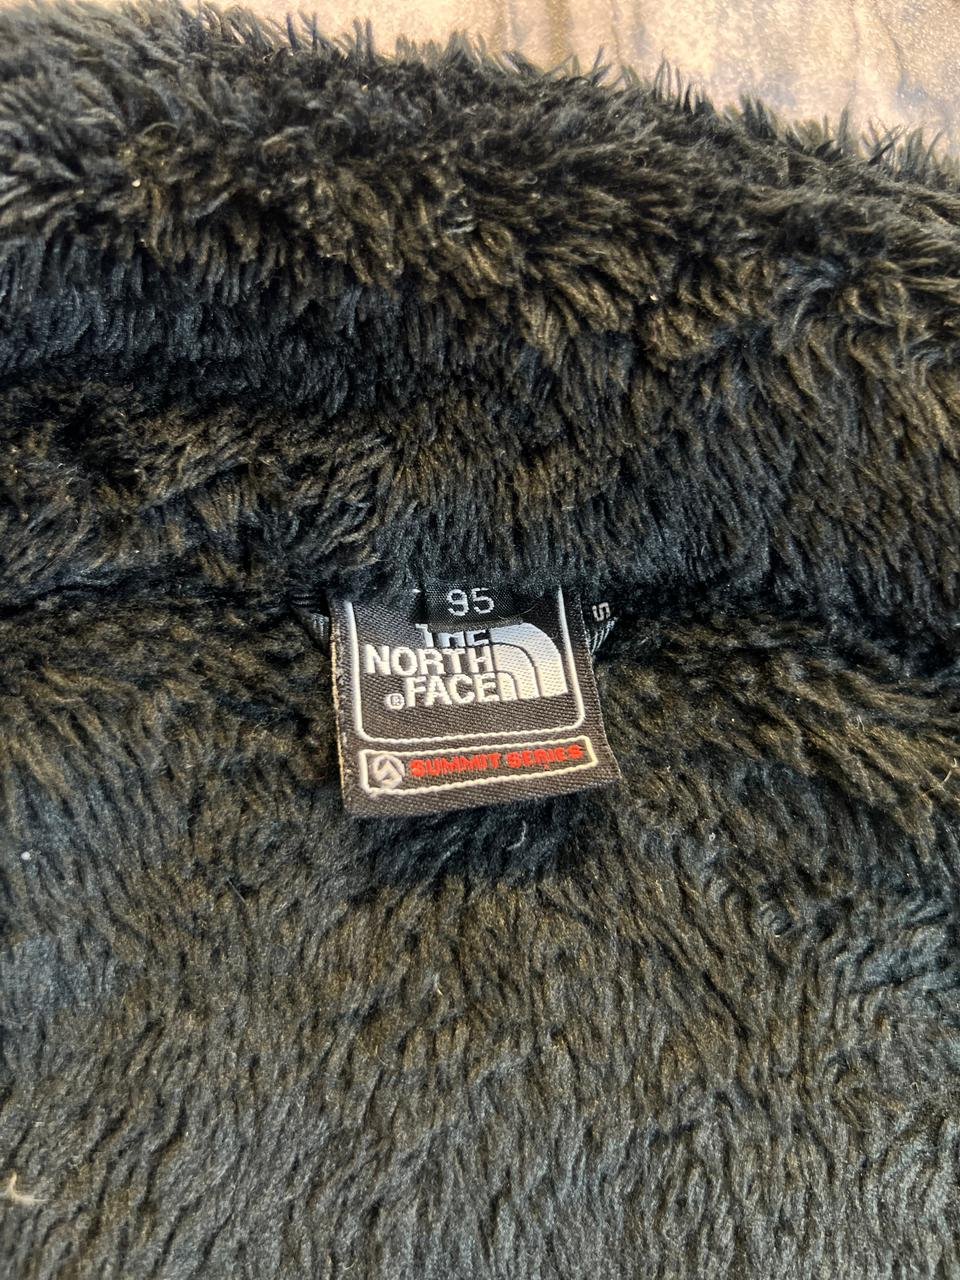 95
THE
NORTH
®FACE
SUMMIT SERIES